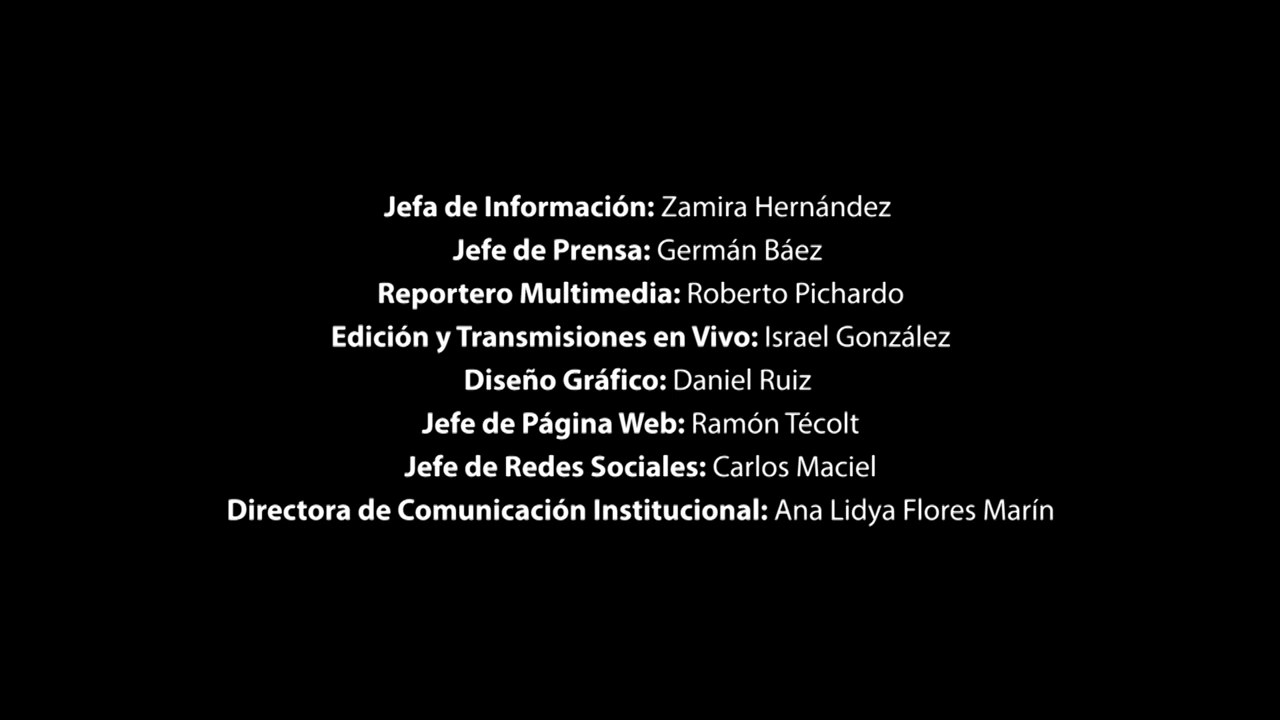 Jefa de Información: Zamira Hernández
Jefe de Prensa: Germán Báez
Reportero Multimedia: Roberto Pichardo
Edición y Transmisiones en Vivo: Israel González
Diseño Gráfico: Daniel Ruiz
Jefe de Página Web: Ramón Técolt
Jefe de Redes Sociales: Carlos Maciel
Directora de Comunicación Institucional: Ana Lidya Flores Marín